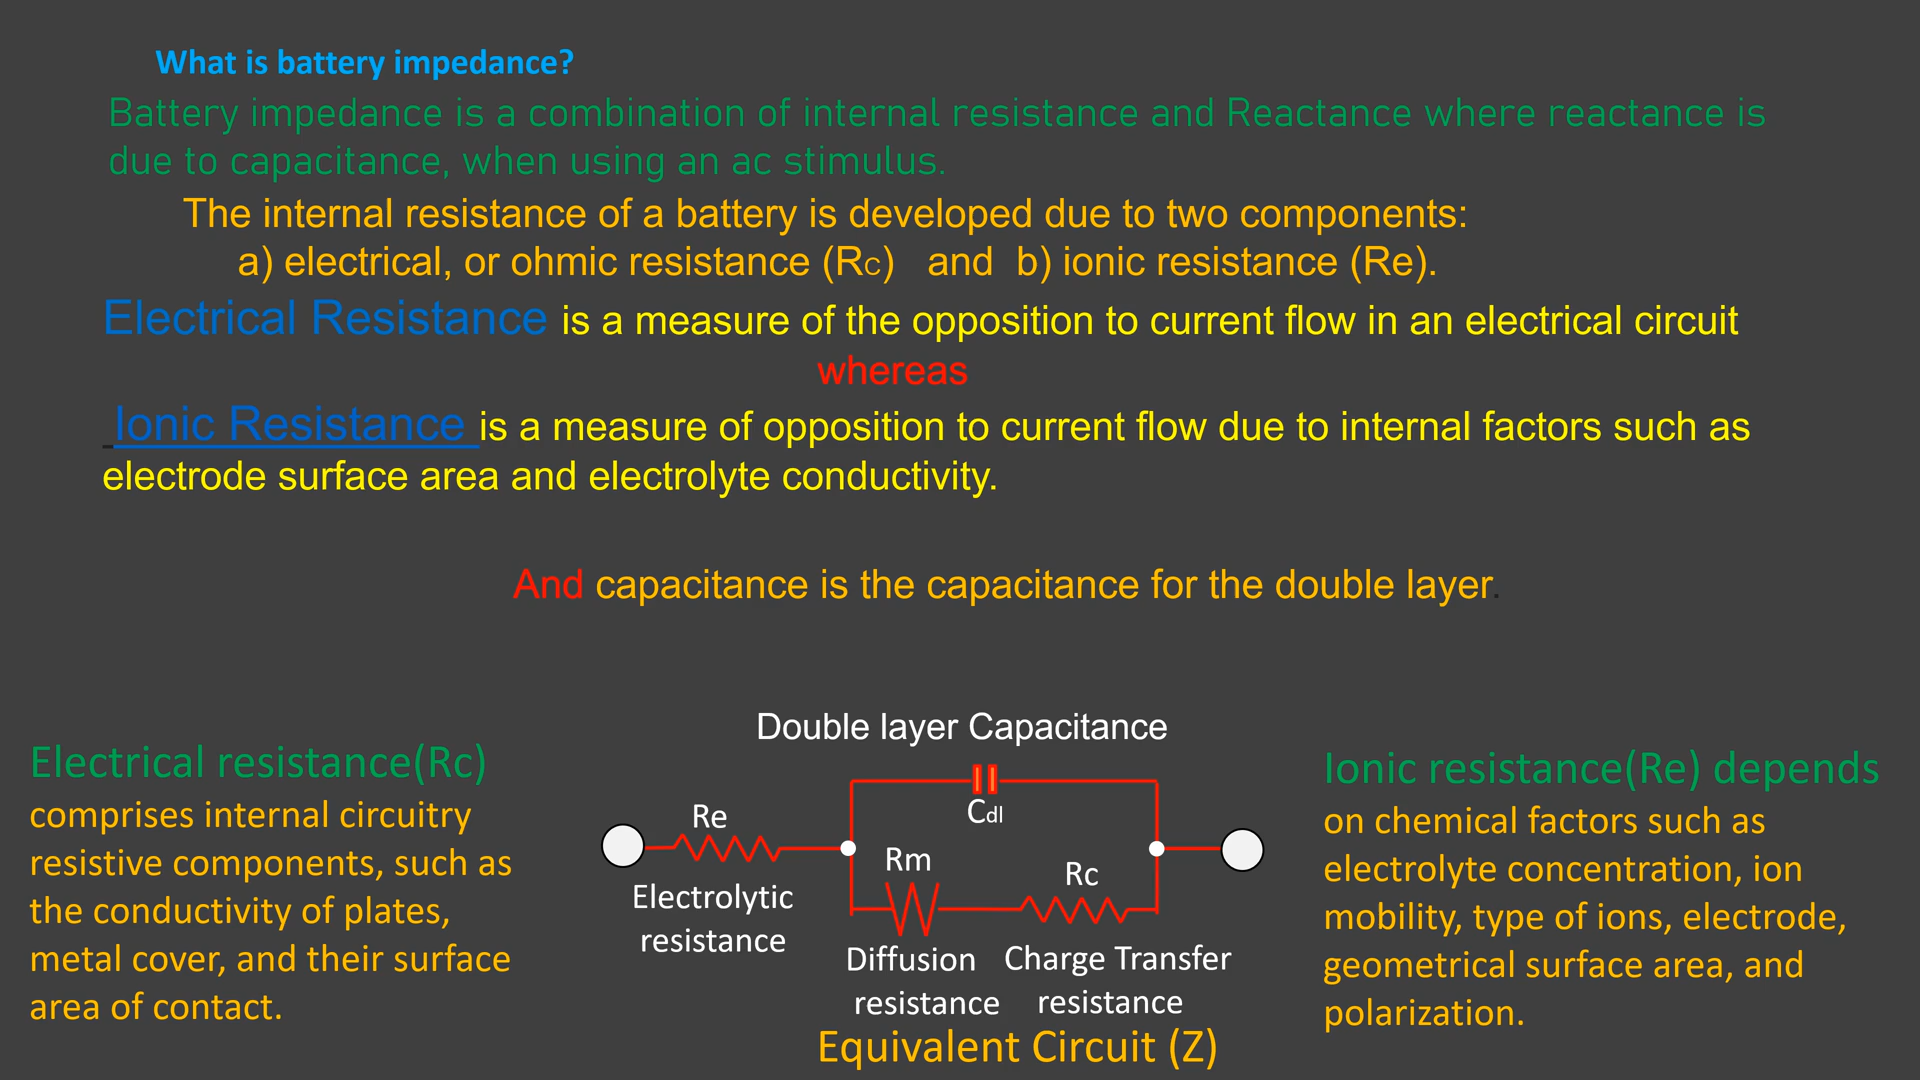 What is battery impedance?
Battery impedance is a combination of internal resistance and Reactance where reactance is
due to capacitance, when using an ac stimulus.
The internal resistance of a battery is developed due to two components:
a) electrical, or ohmic resistance (Rc) and b) ionic resistance (Re).
Electrical Resistance is a measure of the opposition to current flow in an electrical circuit
whereas
Ionic Resistance is a measure of opposition to current flow due to internal factors such as
electrode surface area and electrolyte conductivity.
And capacitance is the capacitance for the double layer.
Electrical resistance(Rc)
comprises internal circuitry
resistive components, such as
the conductivity of plates,
metal cover, and their surface
area of contact.
Double layer Capacitance
Cdl
Re
Rm
Rc
Electrolytic
resistance
Diffusion
resistance
Charge Transfer
resistance
Equivalent Circuit (Z)
Ionic resistance(Re) depends
on chemical factors such as
electrolyte concentration, ion
mobility, type of ions, electrode,
geometrical surface area, and
polarization.